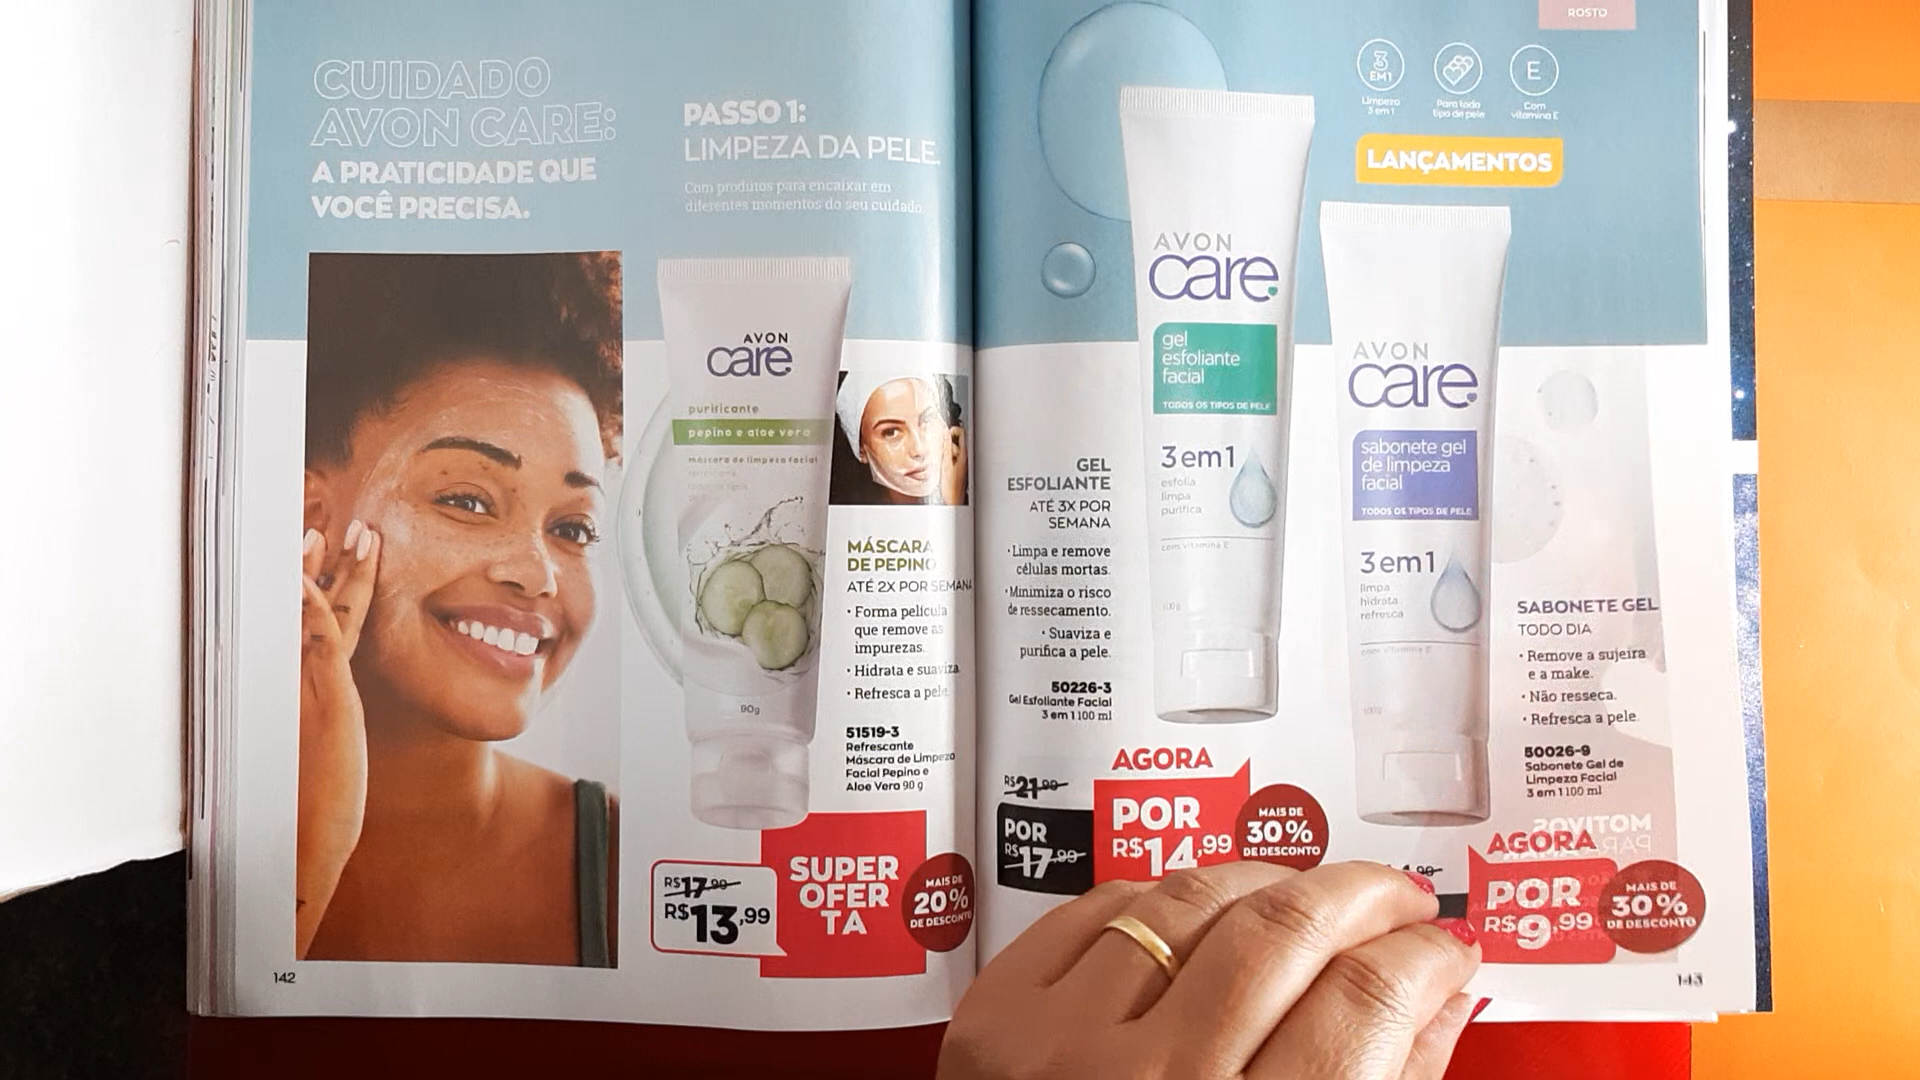 CUIDADO
AVON CARE:
A PRATICIDADE QUE
VOCÊ PRECISA.
PASSO 1:
LIMPEZA DA PELE.
Com produtos para encaixar em
diferentes momentos do seu cuidado.
AVON
care
purificante
pepino e aloe vera
máscara de limpeza facial
90g
MÁSCARA
DE PEPINO
ATÉ 2X POR SEMANA
• Forma película
que remove as
impurezas.
• Hidrata e suaviza.
• Refresca a pele.
51519-3
Refrescante
Máscara de Limpeza
Facial Pepino e
Aloe Vera 90 g
R$17,99
R$13,99
SUPER
OFER
TA
MAIS DE
20%
DE DESCONTO
142
ROSTO
3
EM 1
Limpeza
3 em 1
Para todo
tipo de pele
E
Com
vitamina E
LANÇAMENTOS
AVON
care
gel
esfoliante
facial
TODOS OS TIPOS DE PELE
3 em 1
esfolia
limpa
purifica
com vitamina E
100g
GEL
ESFOLIANTE
ATÉ 3X POR
SEMANA
• Limpa e remove
células mortas.
• Minimiza o risco
de ressecamento.
• Suaviza e
purifica a pele.
50226-3
Gel Esfoliante Facial
3 em 1 100 ml
R$21,99
POR
R$17,99
AGORA
POR
R$14,99
MAIS DE
30%
DE DESCONTO
AVON
care
sabonete gel
de limpeza
facial
TODOS OS TIPOS DE PELE
3 em 1
limpa
hidrata
refresca
com vitamina E
100g
SABONETE GEL
TODO DIA
• Remove a sujeira
e a make.
• Não resseca.
• Refresca a pele.
50026-9
Sabonete Gel de
Limpeza Facial
3 em 1 100 ml
AGORA
POR
R$9,99
MAIS DE
30%
DE DESCONTO
143